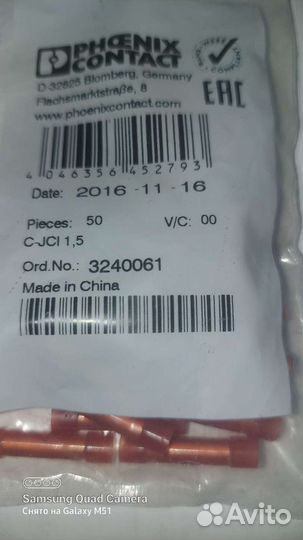 PHŒNIX
CONTACT
D-32825 Blomberg, Germany
Flachsmarktstraße, 8
www.phoenixcontact.com
EAC
4 046356 452793
Date: 2016-11-16
Pieces: 50 V/C: 00
C-JCI 1,5
Ord.No.: 3240061
Made in China
Samsung Quad Camera
Снято на Galaxy M51
Avito